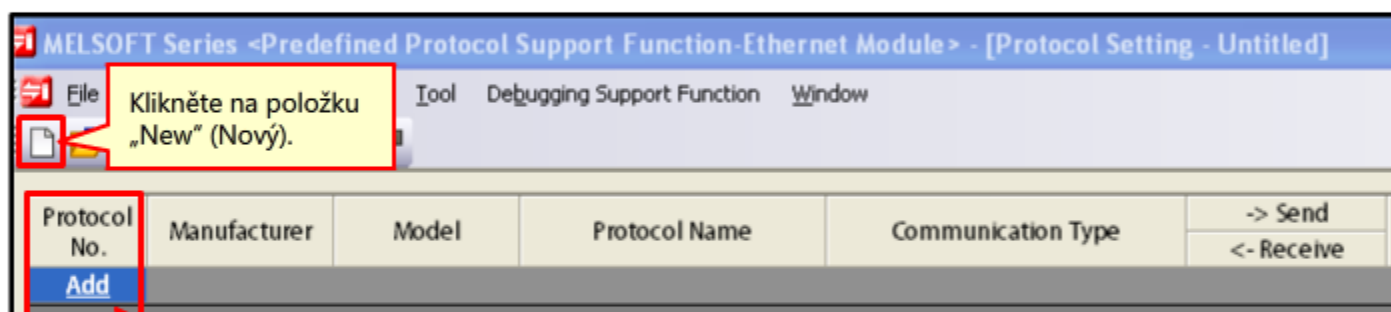 MELSOFT Series <Predefined Protocol Support Function-Ethernet Module> - [Protocol Setting - Untitled]
File Tool Debugging Support Function Window
Klikněte na položku
„New“ (Nový).
Protocol
No.
Manufacturer
Model
Protocol Name
Communication Type
-> Send
<- Receive
Add